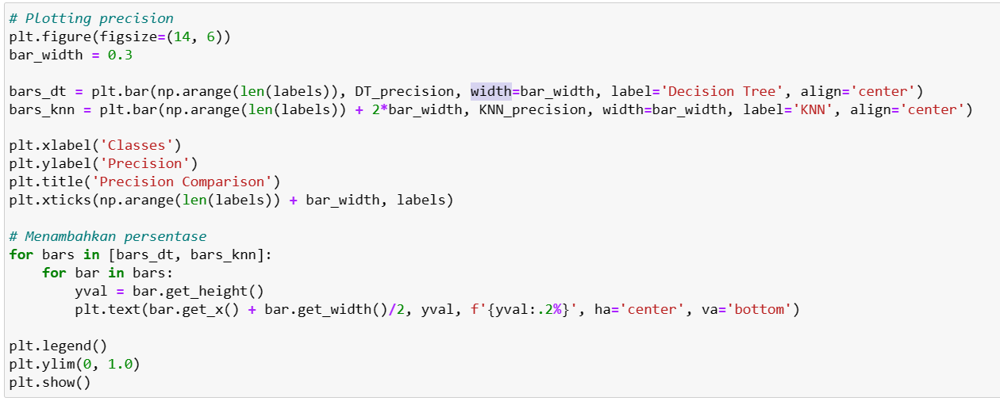 # Plotting precision
plt.figure(figsize=(14, 6))
bar_width = 0.3

bars_dt = plt.bar(np.arange(len(labels)), DT_precision, width=bar_width, label='Decision Tree', align='center')
bars_knn = plt.bar(np.arange(len(labels)) + 2*bar_width, KNN_precision, width=bar_width, label='KNN', align='center')

plt.xlabel('Classes')
plt.ylabel('Precision')
plt.title('Precision Comparison')
plt.xticks(np.arange(len(labels)) + bar_width, labels)

# Menambahkan persentase
for bars in [bars_dt, bars_knn]:
    for bar in bars:
        yval = bar.get_height()
        plt.text(bar.get_x() + bar.get_width()/2, yval, f'{yval:.2%}', ha='center', va='bottom')

plt.legend()
plt.ylim(0, 1.0)
plt.show()